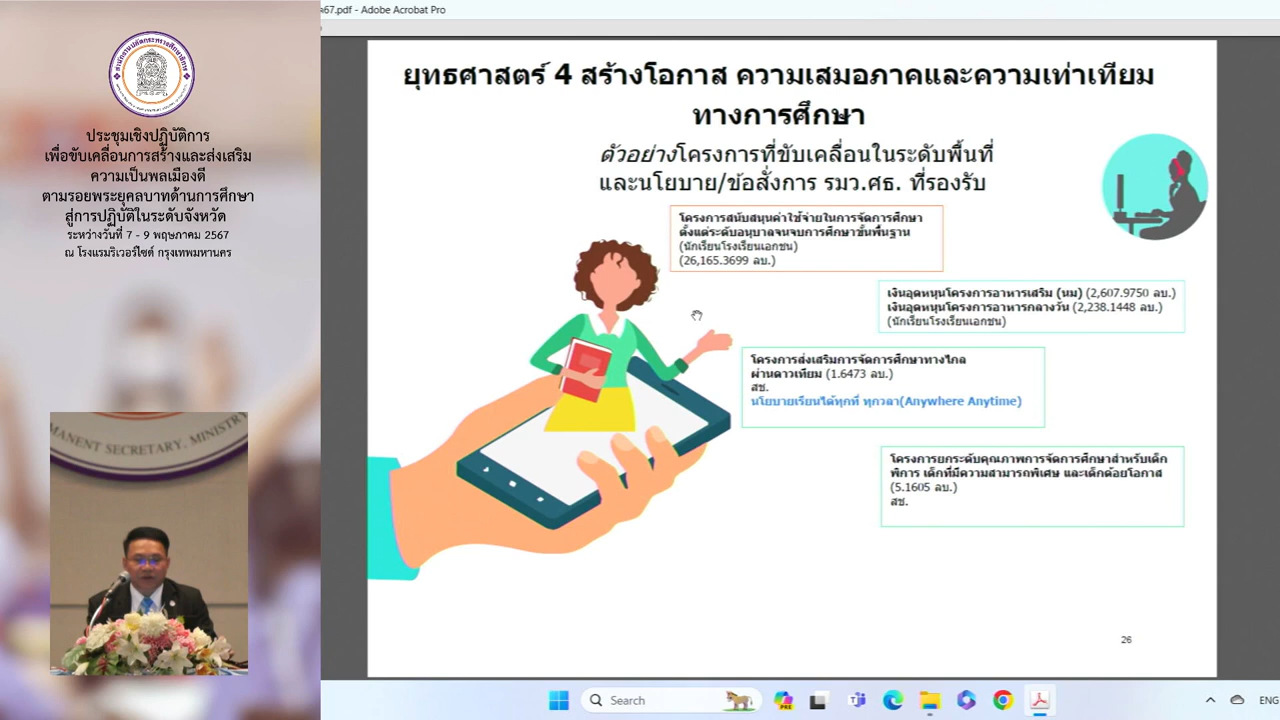 a67.pdf - Adobe Acrobat Pro
สำนักงานปลัดกระทรวงศึกษาธิการ
ประชุมเชิงปฏิบัติการ
เพื่อขับเคลื่อนการสร้างและส่งเสริม
ความเป็นพลเมืองดี
ตามรอยพระยุคลบาทด้านการศึกษา
สู่การปฏิบัติในระดับจังหวัด
ระหว่างวันที่ 7 - 9 พฤษภาคม 2567
ณ โรงแรมริเวอร์ไซด์ กรุงเทพมหานคร
MANENT SECRETARY, MINISTRY
ยุทธศาสตร์ 4 สร้างโอกาส ความเสมอภาคและความเท่าเทียม
ทางการศึกษา
ตัวอย่างโครงการที่ขับเคลื่อนในระดับพื้นที่
และนโยบาย/ข้อสั่งการ รมว.ศธ. ที่รองรับ
โครงการสนับสนุนค่าใช้จ่ายในการจัดการศึกษา
ตั้งแต่ระดับอนุบาลจนจบการศึกษาขั้นพื้นฐาน
(นักเรียนโรงเรียนเอกชน)
(26,165.3699 ลบ.)
เงินอุดหนุนโครงการอาหารเสริม (นม) (2,607.9750 ลบ.)
เงินอุดหนุนโครงการอาหารกลางวัน (2,238.1448 ลบ.)
(นักเรียนโรงเรียนเอกชน)
โครงการส่งเสริมการจัดการศึกษาทางไกล
ผ่านดาวเทียม (1.6473 ลบ.)
สช.
นโยบายเรียนได้ทุกที่ ทุกวลา(Anywhere Anytime)
โครงการยกระดับคุณภาพการจัดการศึกษาสำหรับเด็ก
พิการ เด็กที่มีความสามารถพิเศษ และเด็กด้อยโอกาส
(5.1605 ลบ.)
สช.
26
Search
PRE
ENG